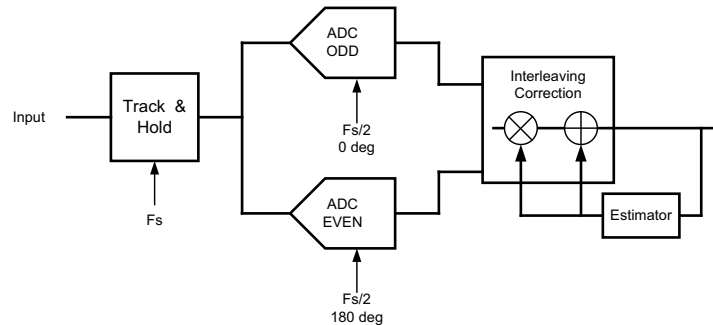 ADC
ODD
Interleaving
Correction
Track &
Hold
Input
Fs/2
0 deg
ADC
EVEN
Estimator
Fs
Fs/2
180 deg